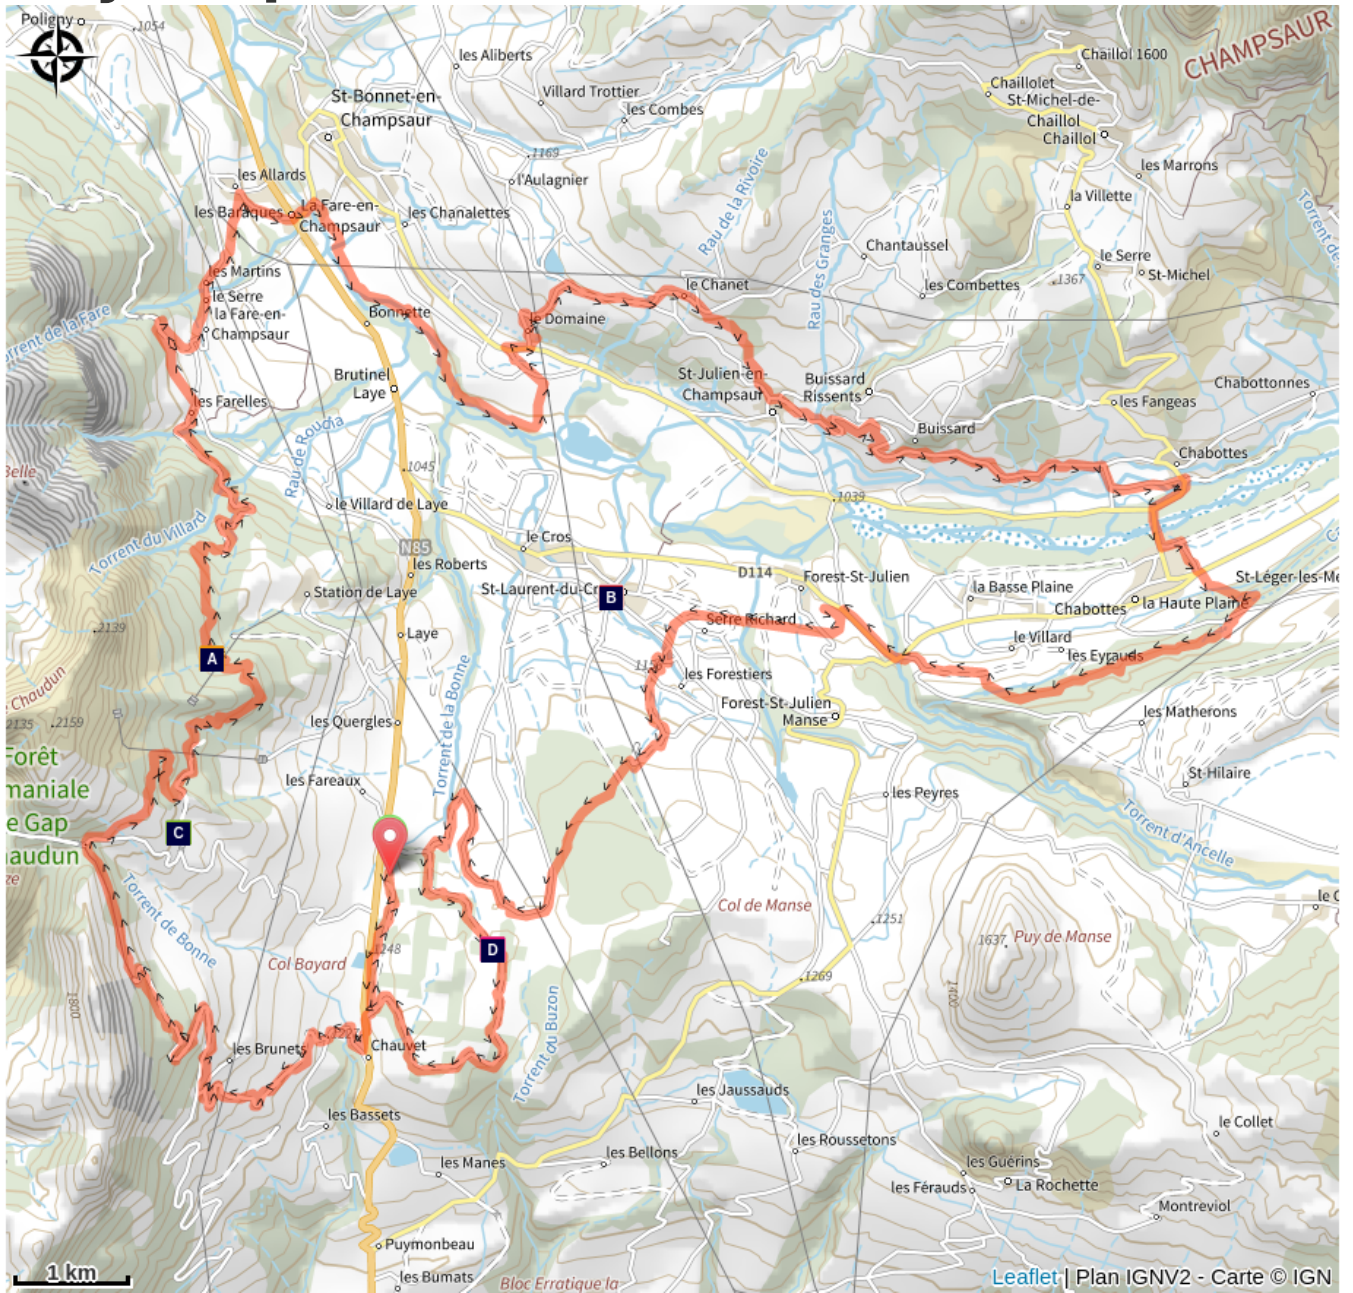 Poligny
1054
les Aliberts
Chaillol 1600
CHAMPSAUR
Chaillolet
St-Michel-de-
Chaillol
Chaillol
Villard Trottier
St-Bonnet-en-
Champsaur
les Combes
1169
les Marrons
les Allards
l'Aulagnier
la Villette
Rau de la Rivoire
Torrent de
les Baraques
La Fare-en-
Champsaur
les Chanalettes
Rau des Granges
Chantaussel
le Serre
St-Michel
les Martins
le Serre
la Fare-en-
Champsaur
le Chanet
les Combettes
1367
Bonnette
le Domaine
orrent de la Fare
Brutinel
Laye
St-Julien-en-
Champsaur
Buissard
Rissents
Chabottonnes
les Farelles
les Fangeas
Rau de Roudia
Buissard
Chabottes
Belle
1045
1039
le Villard de Laye
Torrent du Villard
le Cros
N85
les Roberts
D114
Forest-St-Julien
St-Léger-les-Me
Station de Laye
St-Laurent-du-Cr
B
la Basse Plaine
Chabottes
la Haute Plaine
Serre Richard
2139
Laye
le Villard
les Eyrauds
A
Chaudun
les Forestiers
Torrent de la Bonne
2135
2159
les Quergles
Forest-St-Julien
Manse
les Matherons
Forêt
maniale
e Gap
haudun
les Fareaux
les Peyres
St-Hilaire
C
Torrent d'Ancelle
Torrent de Bonne
Col de Manse
1251
le C
1248
D
Puy de Manse
1637
Col Bayard
1269
1400
1800
Torrent du Buzon
les Brunets
Chauvet
les Jaussauds
les Bassets
le Collet
les Roussetons
les Manes
les Bellons
les Guérins
La Rochette
les Férauds
Montreviol
Puymonbeau
les Bumats
Bloc Erratique la
1 km
Leaflet | Plan IGNV2 - Carte © IGN